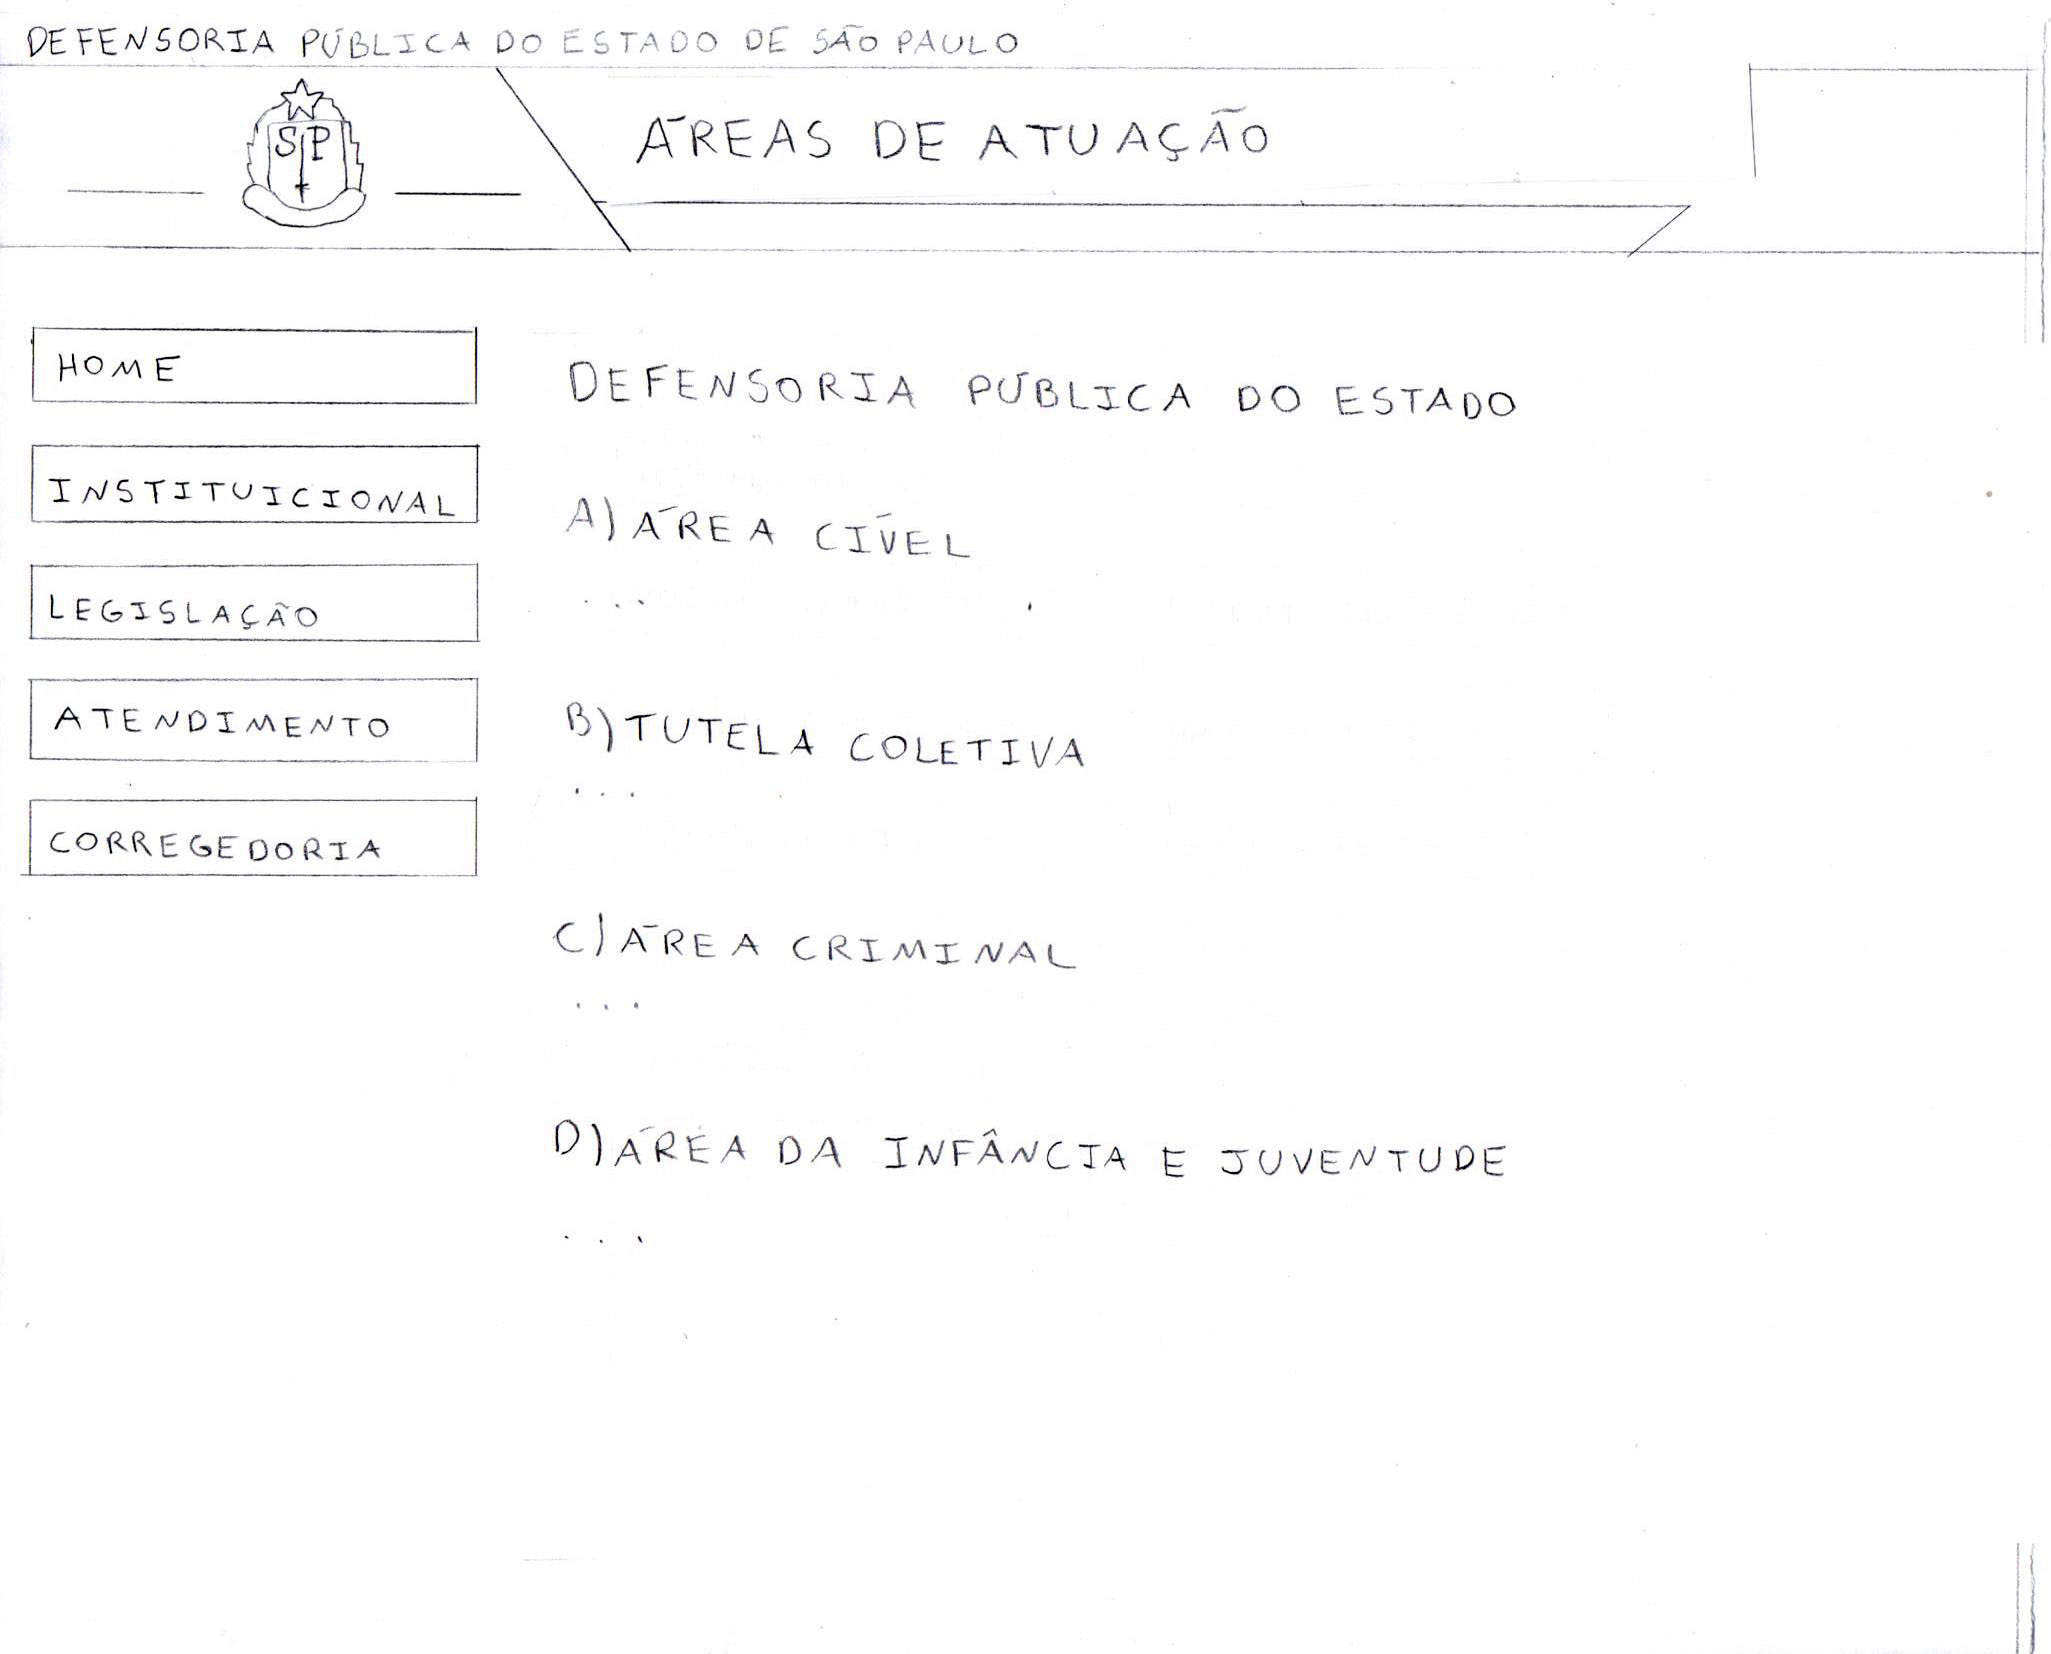 DEFENSORIA PÚBLICA DO ESTADO DE SÃO PAULO
SP
ÁREAS DE ATUAÇÃO
HOME
INSTITUICIONAL
LEGISLAÇÃO
ATENDIMENTO
CORREGEDORIA
DEFENSORIA PÚBLICA DO ESTADO
A) ÁREA CÍVEL
...
B) TUTELA COLETIVA
...
C) ÁREA CRIMINAL
...
D) ÁREA DA INFÂNCIA E JUVENTUDE
...